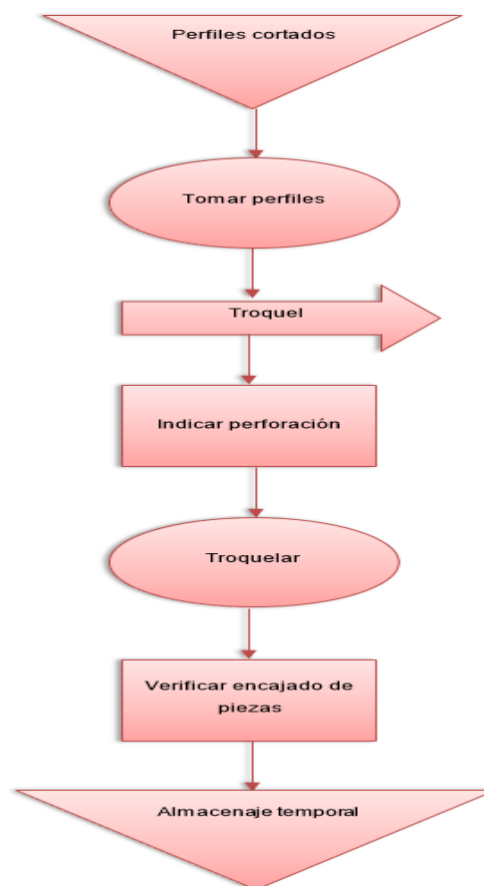 Perfiles cortados
Tomar perfiles
Troquel
Indicar perforación
Troquelar
Verificar encajado de
piezas
Almacenaje temporal